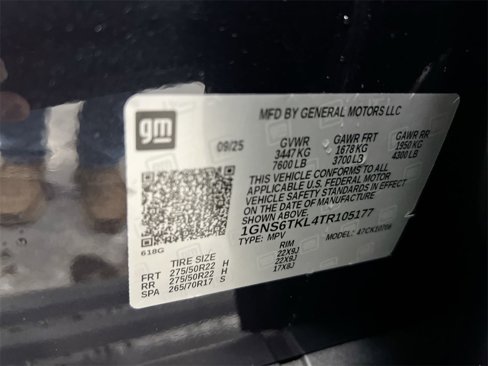 gm
MFD BY GENERAL MOTORS LLC
09/25
GVWR GAWR FRT GAWR RR
3447 KG 1678 KG 1950 KG
7600 LB 3700 LB 4300 LB
THIS VEHICLE CONFORMS TO ALL
APPLICABLE U.S. FEDERAL MOTOR
VEHICLE SAFETY STANDARDS IN EFFECT
ON THE DATE OF MANUFACTURE
SHOWN ABOVE.
1GNS6TKL4TR105177
TYPE: MPV MODEL:
618G
TIRE SIZE RIM
FRT 275/50R22 H 22X9J
RR 275/50R22 H 22X9J
SPA 265/70R17 S 17X8J